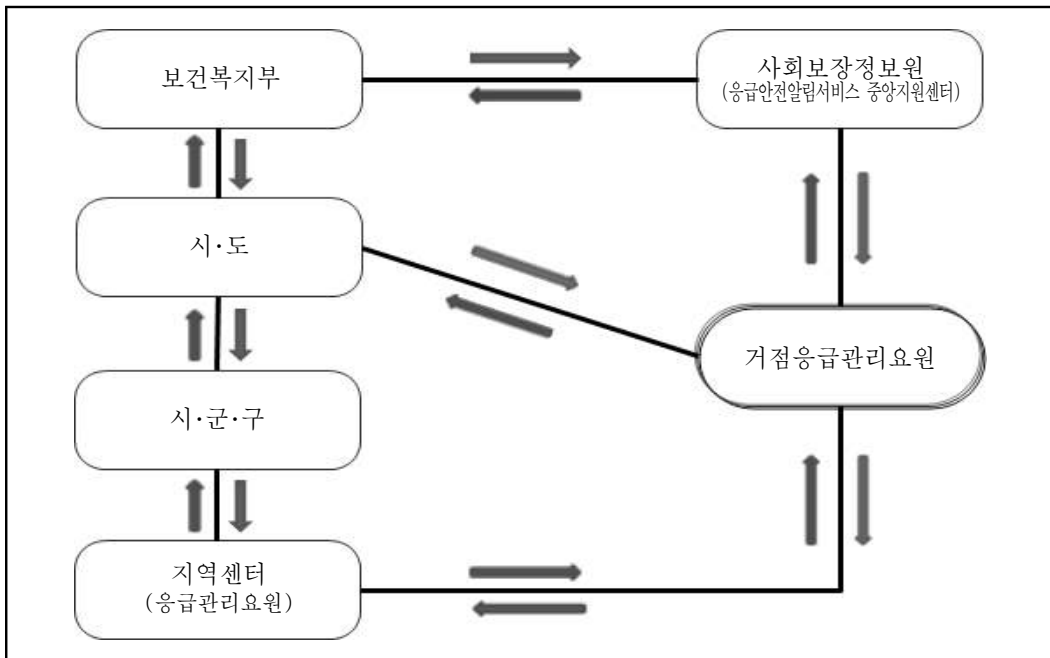 보건복지부
사회보장정보원
(응급안전알림서비스 중앙지원센터)
시·도
거점응급관리요원
시·군·구
지역센터
(응급관리요원)